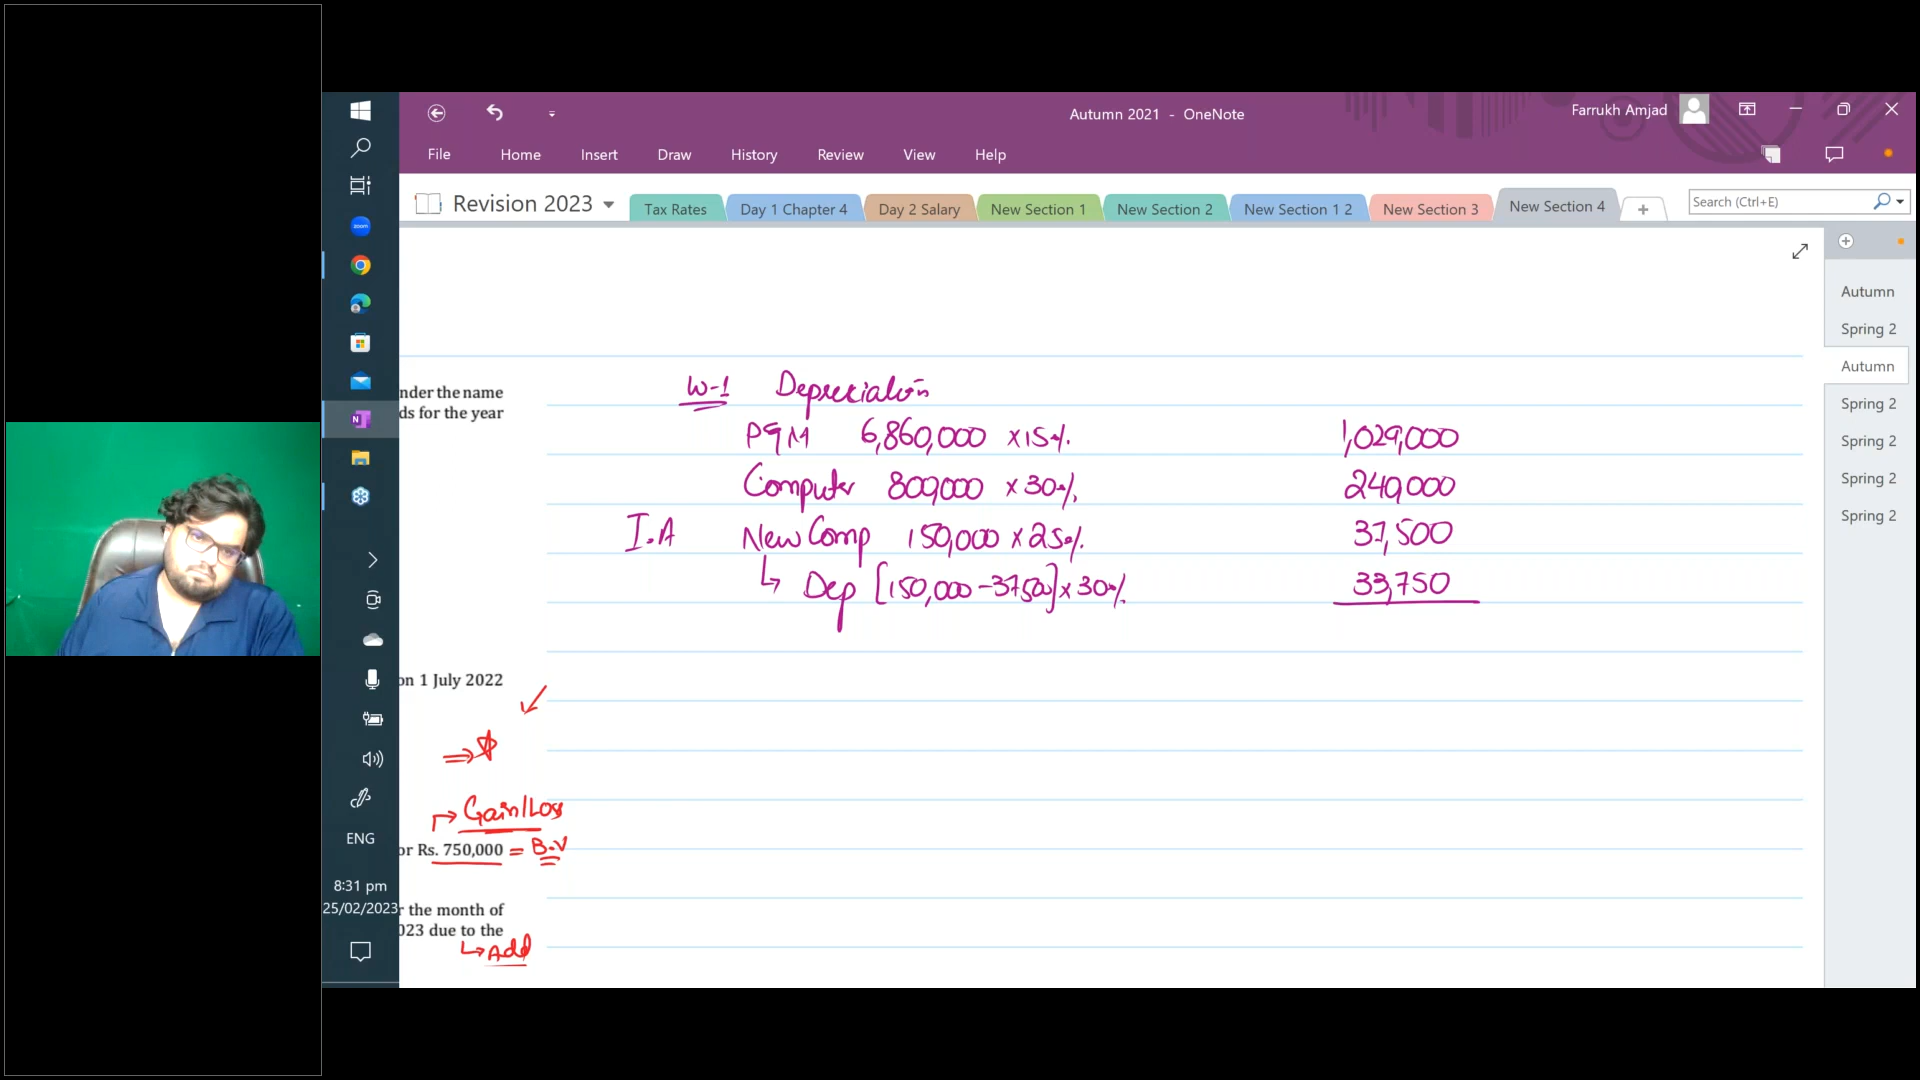 Autumn 2021 - OneNote
Farrukh Amjad
File Home Insert Draw History Review View Help
Revision 2023
Tax Rates
Day 1 Chapter 4
Day 2 Salary
New Section 1
New Section 2
New Section 1 2
New Section 3
New Section 4
+
Search (Ctrl+E)
Autumn
Spring 2
Autumn
Spring 2
Spring 2
Spring 2
Spring 2
zoom
nder the name
ds for the year
W-1 Depreciation
P&M 6,860,000 × 15% 1,029,000
Computer 800,000 × 30% 240,000
I.A New Comp 150,000 × 25% 37,500
↳ Dep [150,000 - 37500] × 30% 33,750
on 1 July 2022
Gain/Loss
or Rs. 750,000 = B.V
r the month of
023 due to the
↳ Add
ENG
8:31 pm
25/02/2023